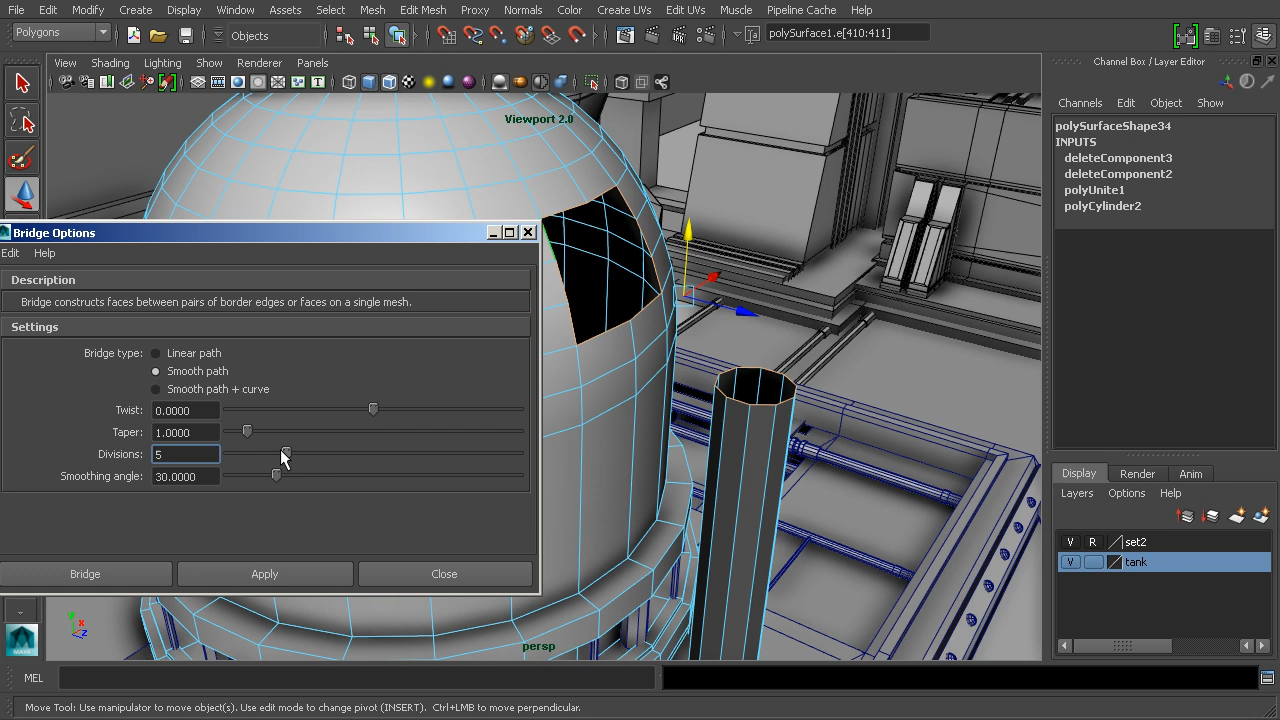 File Edit Modify Create Display Window Assets Select Mesh Edit Mesh Proxy Normals Color Create UVs Edit UVs Muscle Pipeline Cache Help
Polygons Objects polySurface1.e[410:411]
View Shading Lighting Show Renderer Panels
Channel Box / Layer Editor
Channels Edit Object Show
Viewport 2.0
polySurfaceShape34
INPUTS
deleteComponent3
deleteComponent2
polyUnite1
polyCylinder2
Bridge Options
Edit Help
Description
Bridge constructs faces between pairs of border edges or faces on a single mesh.
Settings
Bridge type: Linear path
Smooth path
Smooth path + curve
Twist: 0.0000
Taper: 1.0000
Divisions: 5
Smoothing angle: 30.0000
Bridge Apply Close
Display Render Anim
Layers Options Help
V R set2
V tank
y x z
persp
MEL
Move Tool: Use manipulator to move object(s). Use edit mode to change pivot (INSERT). Ctrl+LMB to move perpendicular.